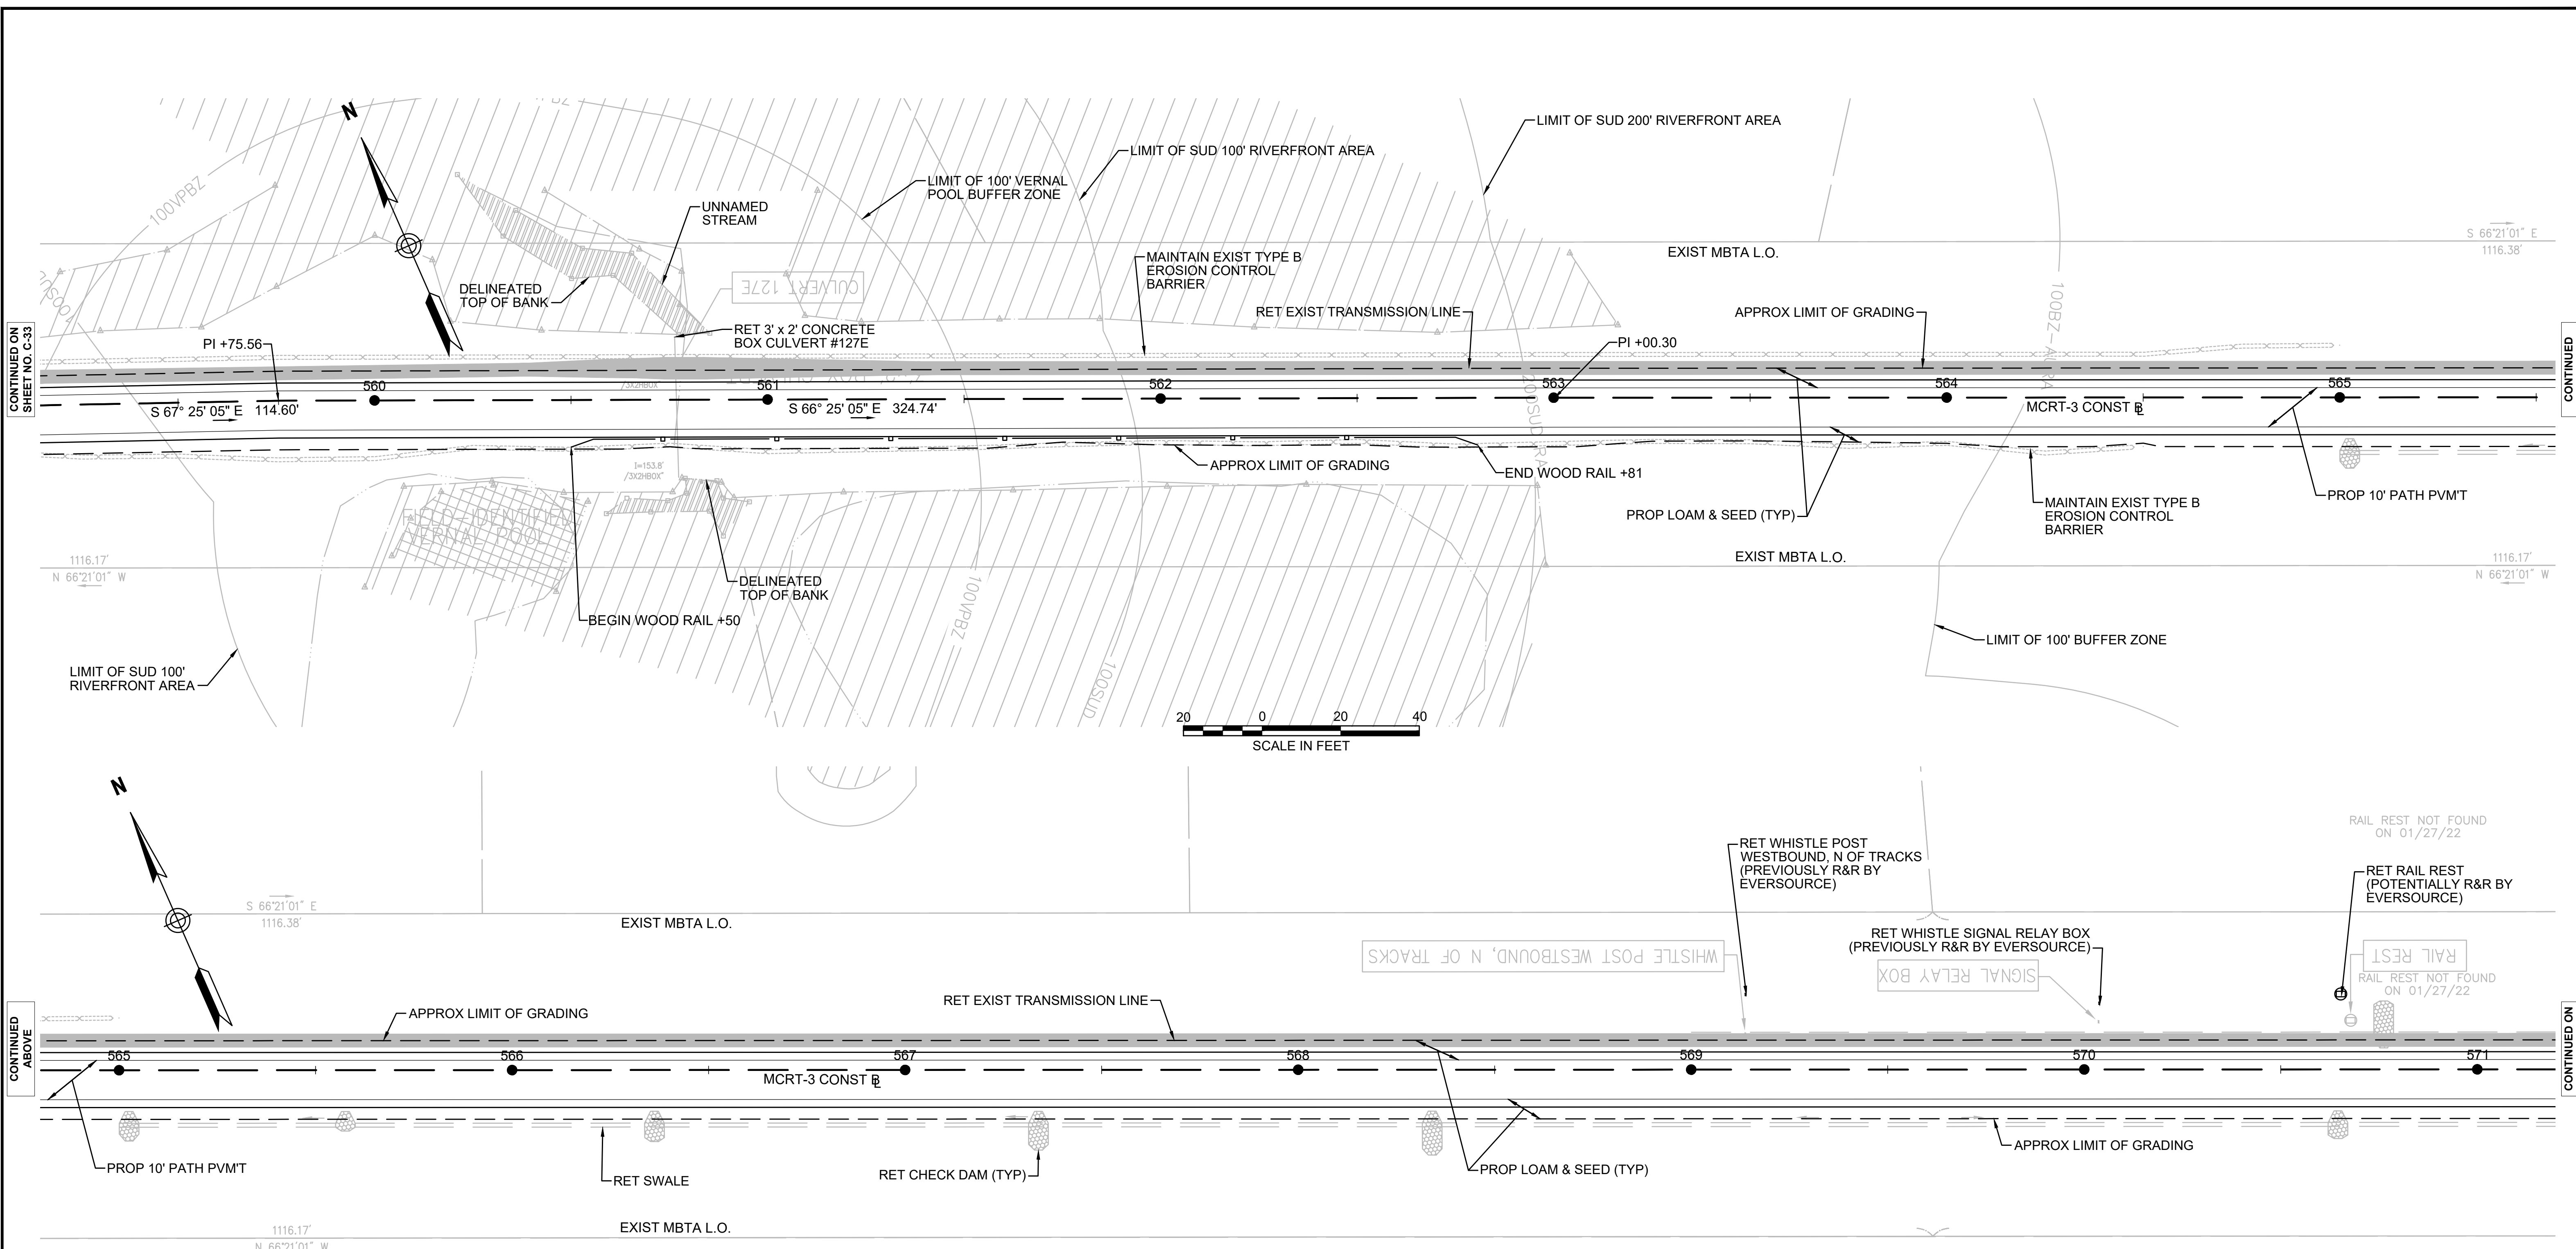 N
100VPBZ
LIMIT OF SUD 200' RIVERFRONT AREA
LIMIT OF SUD 100' RIVERFRONT AREA
LIMIT OF 100' VERNAL
POOL BUFFER ZONE
UNNAMED
STREAM
DELINEATED
TOP OF BANK
CULVERT 127E
MAINTAIN EXIST TYPE B
EROSION CONTROL
BARRIER
EXIST MBTA L.O.
S 66°21'01" E
1116.38'
RET 3' x 2' CONCRETE
BOX CULVERT #127E
RET EXIST TRANSMISSION LINE
APPROX LIMIT OF GRADING
100BZ-
CONTINUED ON
SHEET NO. C-33
PI +75.56
PI +00.30
CONTINUED
560
561
562
563
564
565
/3X2HBOX"
S 67° 25' 05" E 114.60'
S 66° 25' 05" E 324.74'
MCRT-3 CONST BL
I=153.8'
/3X2HBOX"
APPROX LIMIT OF GRADING
END WOOD RAIL +81
PROP 10' PATH PVM'T
PROP LOAM & SEED (TYP)
MAINTAIN EXIST TYPE B
EROSION CONTROL
BARRIER
FIELD-IDENTIFIED
VERNAL POOL
1116.17'
N 66°21'01" W
EXIST MBTA L.O.
1116.17'
N 66°21'01" W
DELINEATED
TOP OF BANK
BEGIN WOOD RAIL +50
100VPBZ
100SUD
LIMIT OF 100' BUFFER ZONE
LIMIT OF SUD 100'
RIVERFRONT AREA
20 0 20 40
SCALE IN FEET
N
RAIL REST NOT FOUND
ON 01/27/22
RET WHISTLE POST
WESTBOUND, N OF TRACKS
(PREVIOUSLY R&R BY
EVERSOURCE)
RET RAIL REST
(POTENTIALLY R&R BY
EVERSOURCE)
S 66°21'01" E
1116.38'
EXIST MBTA L.O.
RET WHISTLE SIGNAL RELAY BOX
(PREVIOUSLY R&R BY EVERSOURCE)
WHISTLE POST WESTBOUND, N OF TRACKS
SIGNAL RELAY BOX
RAIL REST
RAIL REST NOT FOUND
ON 01/27/22
RET EXIST TRANSMISSION LINE
APPROX LIMIT OF GRADING
CONTINUED
ABOVE
CONTINUED ON
565
566
567
568
569
570
571
MCRT-3 CONST BL
PROP 10' PATH PVM'T
RET SWALE
RET CHECK DAM (TYP)
PROP LOAM & SEED (TYP)
APPROX LIMIT OF GRADING
EXIST MBTA L.O.
1116.17'
N 66°21'01" W